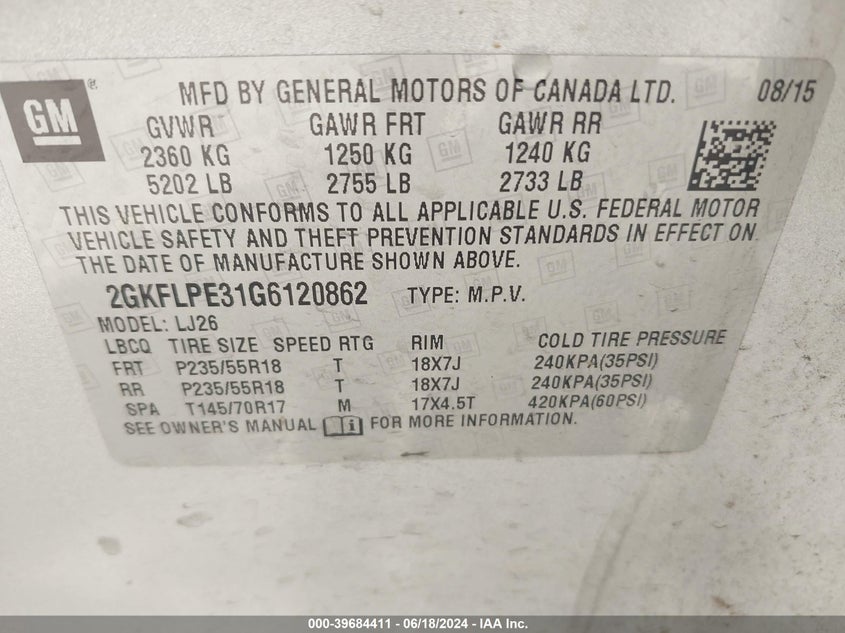 GM ® MFD BY GENERAL MOTORS OF CANADA LTD. 08/15
GVWR GAWR FRT GAWR RR
2360 KG 1250 KG 1240 KG
5202 LB 2755 LB 2733 LB
THIS VEHICLE CONFORMS TO ALL APPLICABLE U.S. FEDERAL MOTOR
VEHICLE SAFETY AND THEFT PREVENTION STANDARDS IN EFFECT ON
THE DATE OF MANUFACTURE SHOWN ABOVE.
2GKFLPE31G6120862 TYPE: M.P.V.
MODEL: LJ26
LBCQ TIRE SIZE SPEED RTG RIM COLD TIRE PRESSURE
FRT P235/55R18 T 18X7J 240KPA(35PSI)
RR P235/55R18 T 18X7J 240KPA(35PSI)
SPA T145/70R17 M 17X4.5T 420KPA(60PSI)
SEE OWNER'S MANUAL FOR MORE INFORMATION.
000-39684411 - 06/18/2024 - IAA Inc.